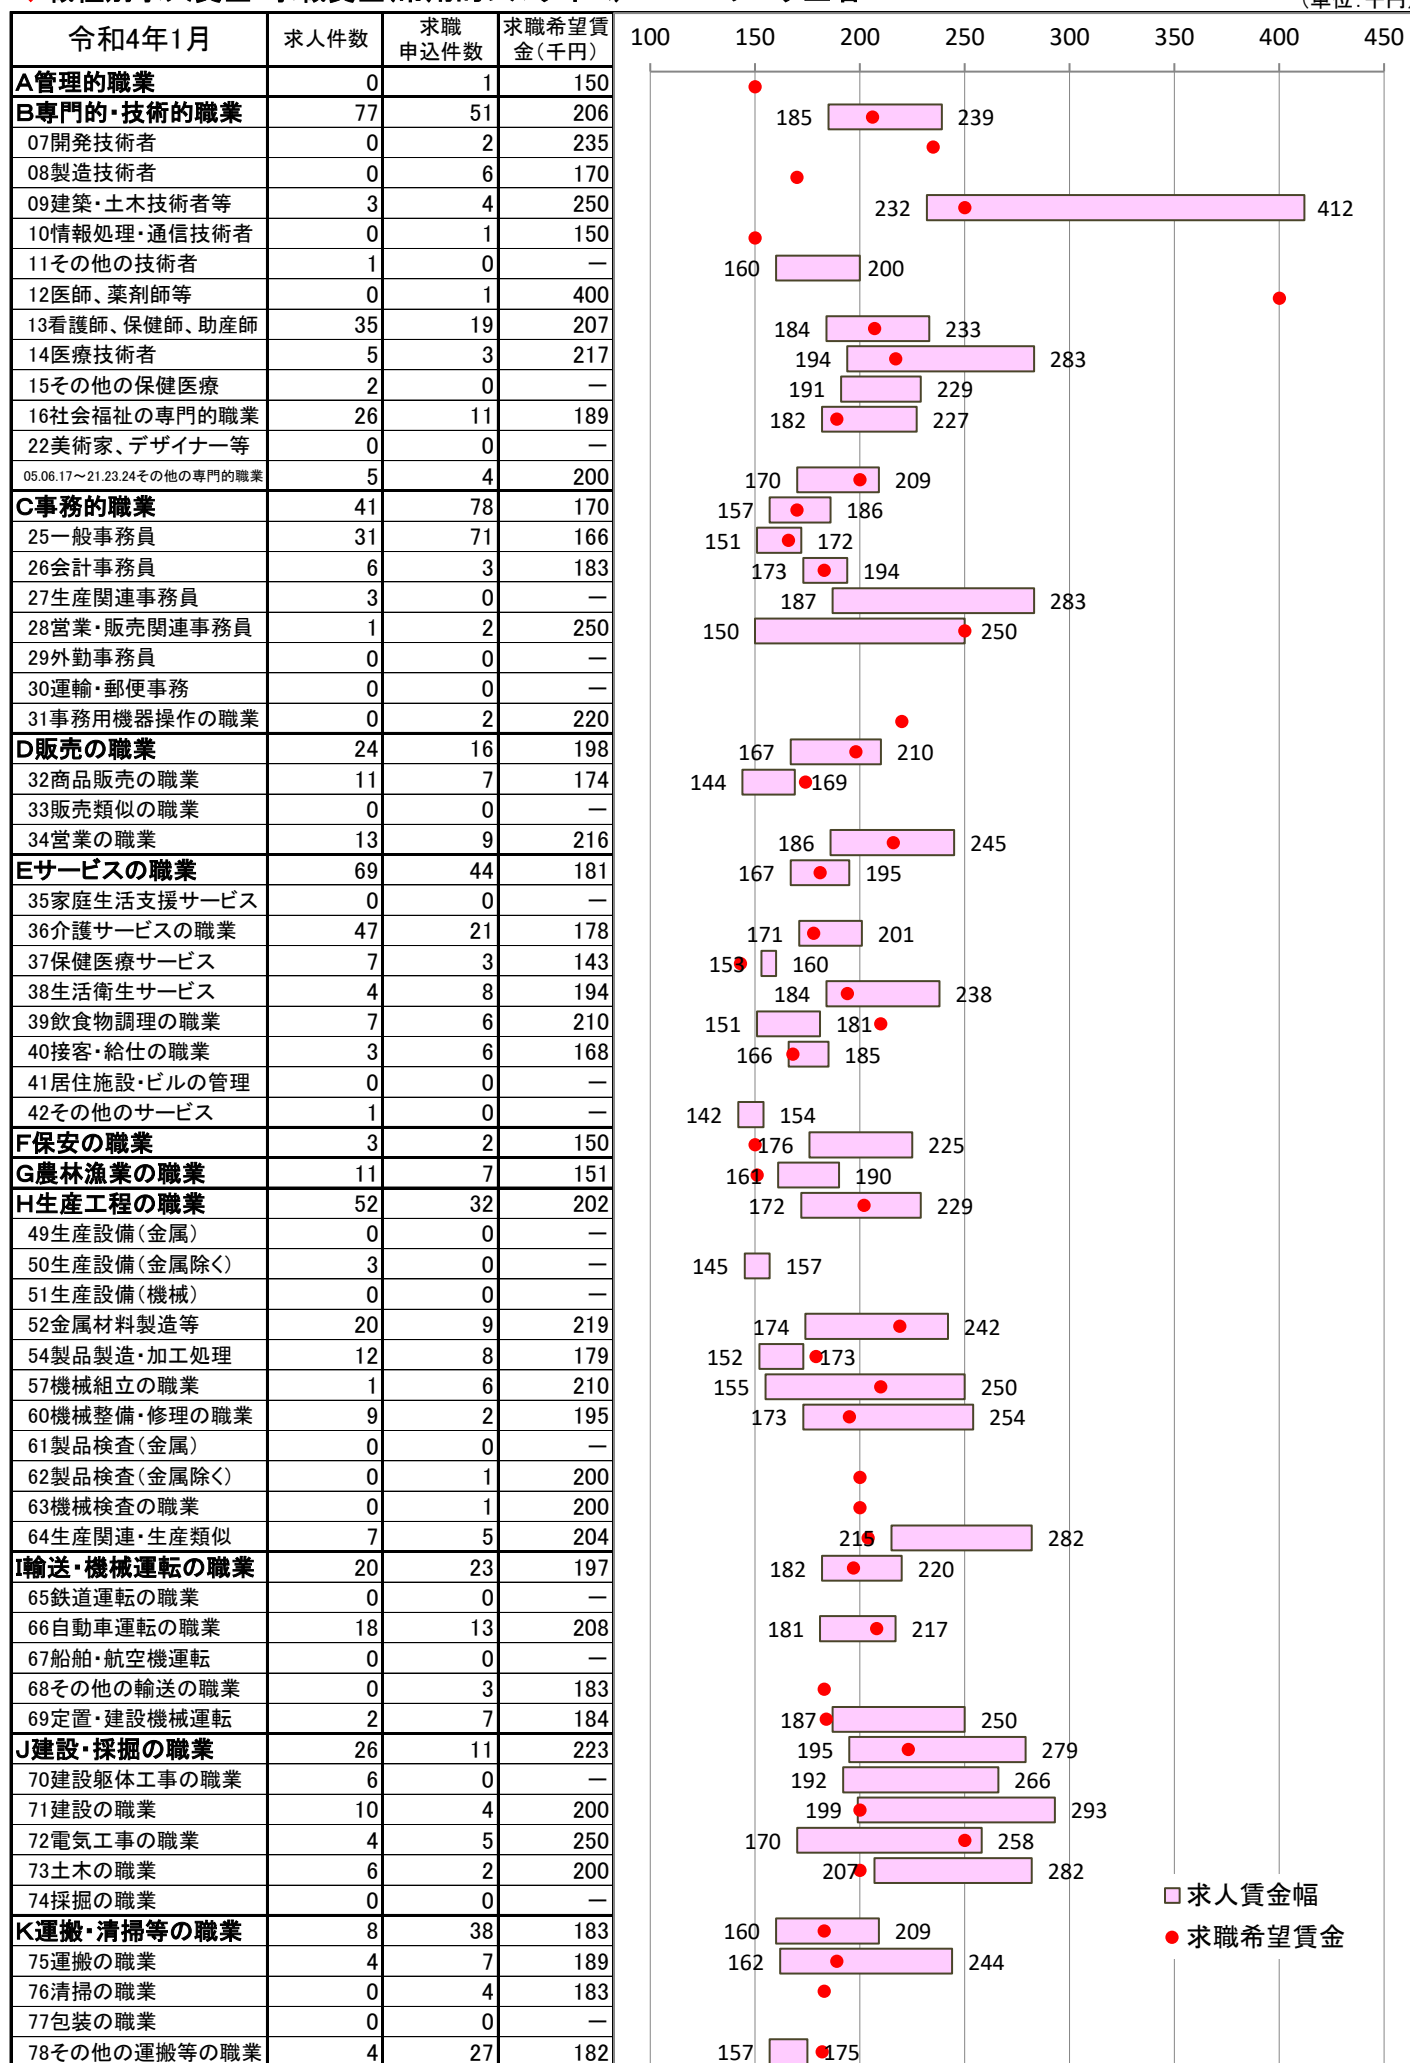 (単位:千円)
令和4年1月 求人件数 求職申込件数 求職希望賃金(千円) 100 150 200 250 300 350 400 450
A管理的職業 0 1 150
B専門的・技術的職業 77 51 206 185 239
07開発技術者 0 2 235
08製造技術者 0 6 170
09建築・土木技術者等 3 4 250 232 412
10情報処理・通信技術者 0 1 150
11その他の技術者 1 0 — 160 200
12医師、薬剤師等 0 1 400
13看護師、保健師、助産師 35 19 207 184 233
14医療技術者 5 3 217 194 283
15その他の保健医療 2 0 — 191 229
16社会福祉の専門的職業 26 11 189 182 227
22美術家、デザイナー等 0 0 —
05.06.17～21.23.24その他の専門的職業 5 4 200 170 209
C事務的職業 41 78 170 157 186
25一般事務員 31 71 166 151 172
26会計事務員 6 3 183 173 194
27生産関連事務員 3 0 — 187 283
28営業・販売関連事務員 1 2 250 150 250
29外勤事務員 0 0 —
30運輸・郵便事務 0 0 —
31事務用機器操作の職業 0 2 220
D販売の職業 24 16 198 167 210
32商品販売の職業 11 7 174 144 169
33販売類似の職業 0 0 —
34営業の職業 13 9 216 186 245
Eサービスの職業 69 44 181 167 195
35家庭生活支援サービス 0 0 —
36介護サービスの職業 47 21 178 171 201
37保健医療サービス 7 3 143 153 160
38生活衛生サービス 4 8 194 184 238
39飲食物調理の職業 7 6 210 151 181
40接客・給仕の職業 3 6 168 166 185
41居住施設・ビルの管理 0 0 —
42その他のサービス 1 0 — 142 154
F保安の職業 3 2 150 176 225
G農林漁業の職業 11 7 151 161 190
H生産工程の職業 52 32 202 172 229
49生産設備(金属) 0 0 —
50生産設備(金属除く) 3 0 — 145 157
51生産設備(機械) 0 0 —
52金属材料製造等 20 9 219 174 242
54製品製造・加工処理 12 8 179 152 173
57機械組立の職業 1 6 210 155 250
60機械整備・修理の職業 9 2 195 173 254
61製品検査(金属) 0 0 —
62製品検査(金属除く) 0 1 200
63機械検査の職業 0 1 200
64生産関連・生産類似 7 5 204 215 282
I輸送・機械運転の職業 20 23 197 182 220
65鉄道運転の職業 0 0 —
66自動車運転の職業 18 13 208 181 217
67船舶・航空機運転 0 0 —
68その他の輸送の職業 0 3 183
69定置・建設機械運転 2 7 184 187 250
J建設・採掘の職業 26 11 223 195 279
70建設躯体工事の職業 6 0 — 192 266
71建設の職業 10 4 200 199 293
72電気工事の職業 4 5 250 170 258
73土木の職業 6 2 200 207 282
74採掘の職業 0 0 —
求人賃金幅
K運搬・清掃等の職業 8 38 183 160 209
求職希望賃金
75運搬の職業 4 7 189 162 244
76清掃の職業 0 4 183
77包装の職業 0 0 —
78その他の運搬等の職業 4 27 182 157 175